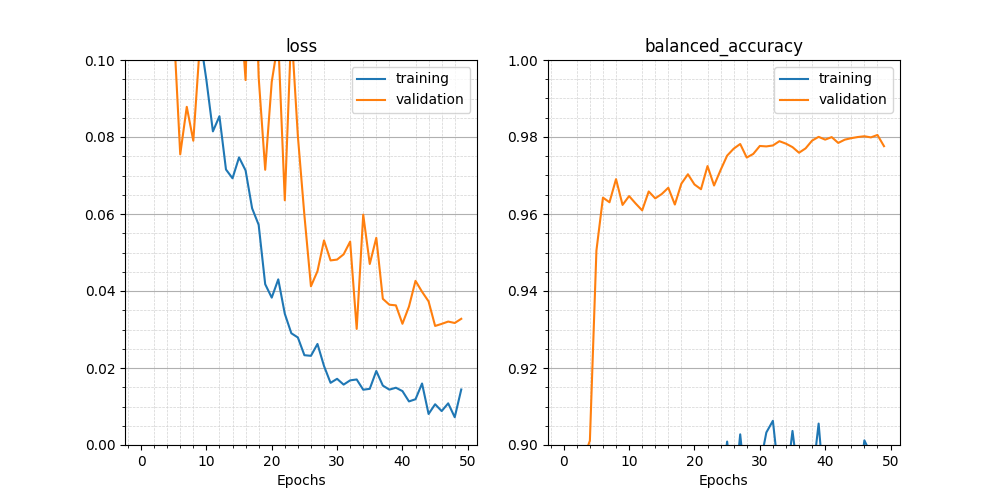 loss
0.10
0.08
0.06
0.04
0.02
0.00
0 10 20 30 40 50
Epochs
training
validation
balanced_accuracy
1.00
0.98
0.96
0.94
0.92
0.90
0 10 20 30 40 50
Epochs
training
validation